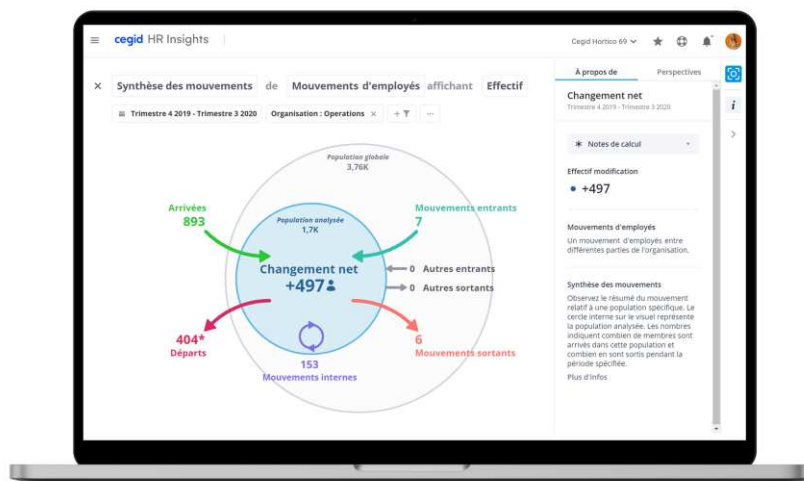 cegid HR Insights
Cegid Hortico 69
Synthèse des mouvements de Mouvements d'employés affichant Effectif
Trimestre 4 2019 - Trimestre 3 2020
Organisation : Operations ×
Population globale
3,76K
Arrivées
893
Mouvements entrants
7
Population analysée
1,7K
Changement net
+497
0 Autres entrants
0 Autres sortants
404*
Départs
6
Mouvements sortants
153
Mouvements internes
À propos de
Perspectives
Changement net
Trimestre 4 2019 - Trimestre 3 2020
Notes de calcul
Effectif modification
+497
Mouvements d'employés
Un mouvement d'employés entre
différentes parties de l'organisation.
Synthèse des mouvements
Observez le résumé du mouvement
relatif à une population spécifique. Le
cercle interne sur le visuel représente
la population analysée. Les nombres
indiquent combien de membres sont
arrivés dans cette population et
combien en sont sortis pendant la
période spécifiée.
Plus d'infos